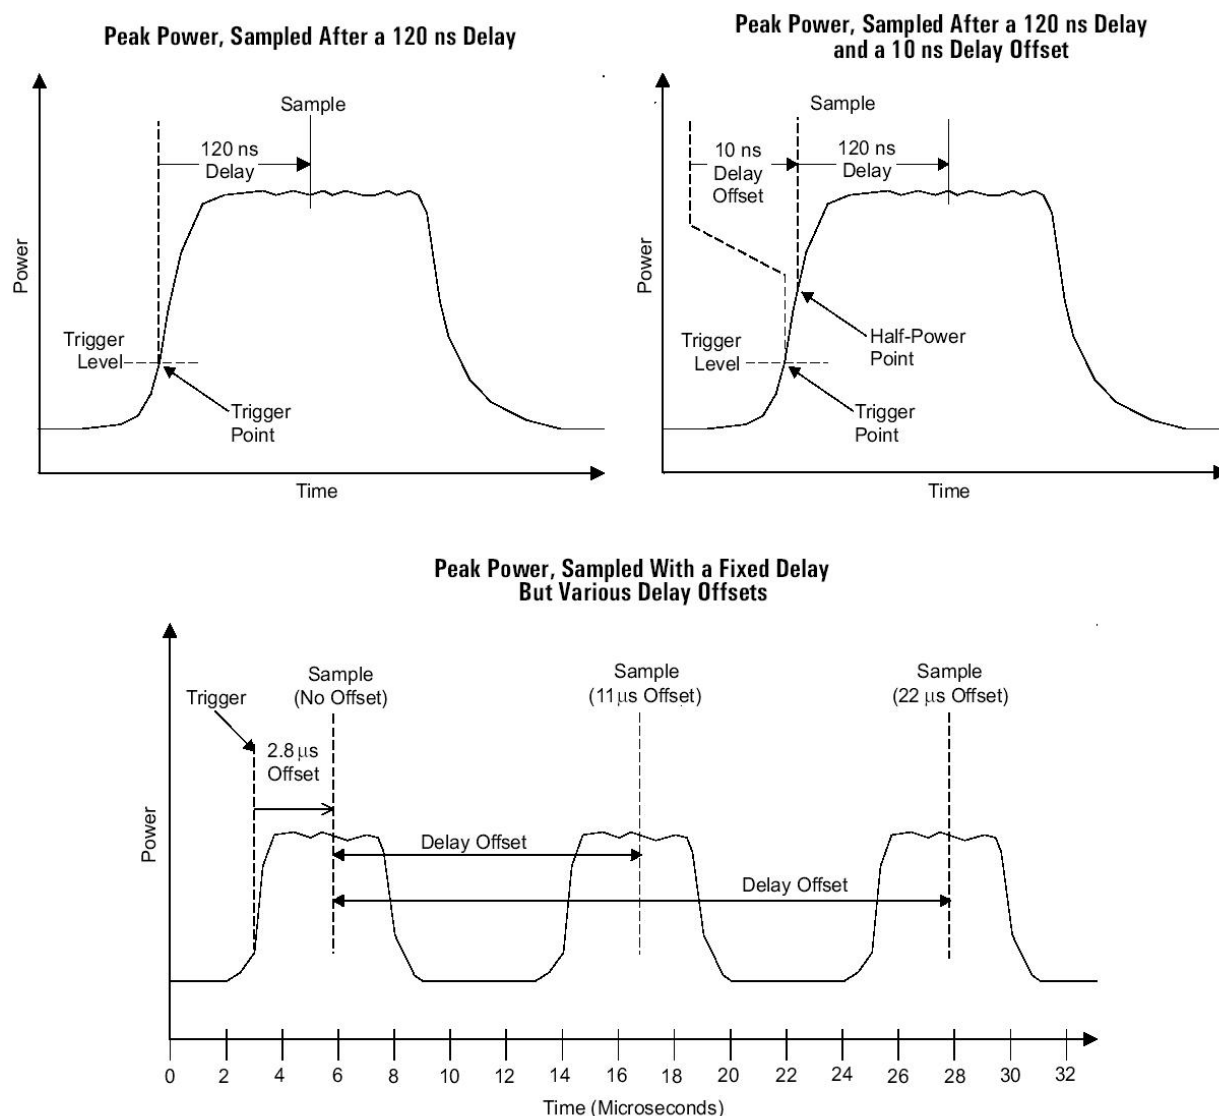 Peak Power, Sampled After a 120 ns Delay
Sample
120 ns
Delay
Power
Trigger
Level
Trigger
Point
Time
Peak Power, Sampled After a 120 ns Delay
and a 10 ns Delay Offset
Sample
10 ns
Delay
Offset
120 ns
Delay
Power
Half-Power
Point
Trigger
Level
Trigger
Point
Time
Peak Power, Sampled With a Fixed Delay
But Various Delay Offsets
Trigger
Sample
(No Offset)
Sample
(11 μs Offset)
Sample
(22 μs Offset)
2.8 μs
Offset
Power
Delay Offset
Delay Offset
0 2 4 6 8 10 12 14 16 18 20 22 24 26 28 30 32
Time (Microseconds)